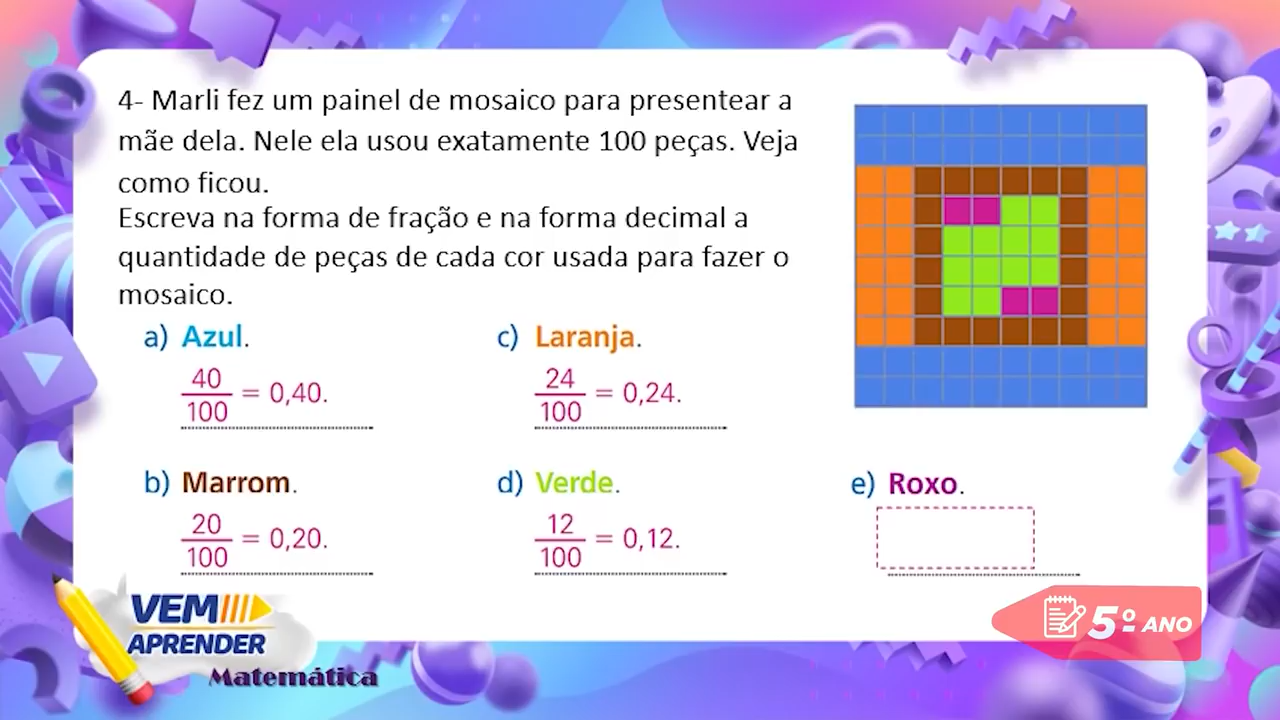 4- Marli fez um painel de mosaico para presentear a
mãe dela. Nele ela usou exatamente 100 peças. Veja
como ficou.
Escreva na forma de fração e na forma decimal a
quantidade de peças de cada cor usada para fazer o
mosaico.
a) Azul.
40/100 = 0,40.
c) Laranja.
24/100 = 0,24.
b) Marrom.
20/100 = 0,20.
d) Verde.
12/100 = 0,12.
e) Roxo.
VEM
APRENDER
Matemática
5º ANO